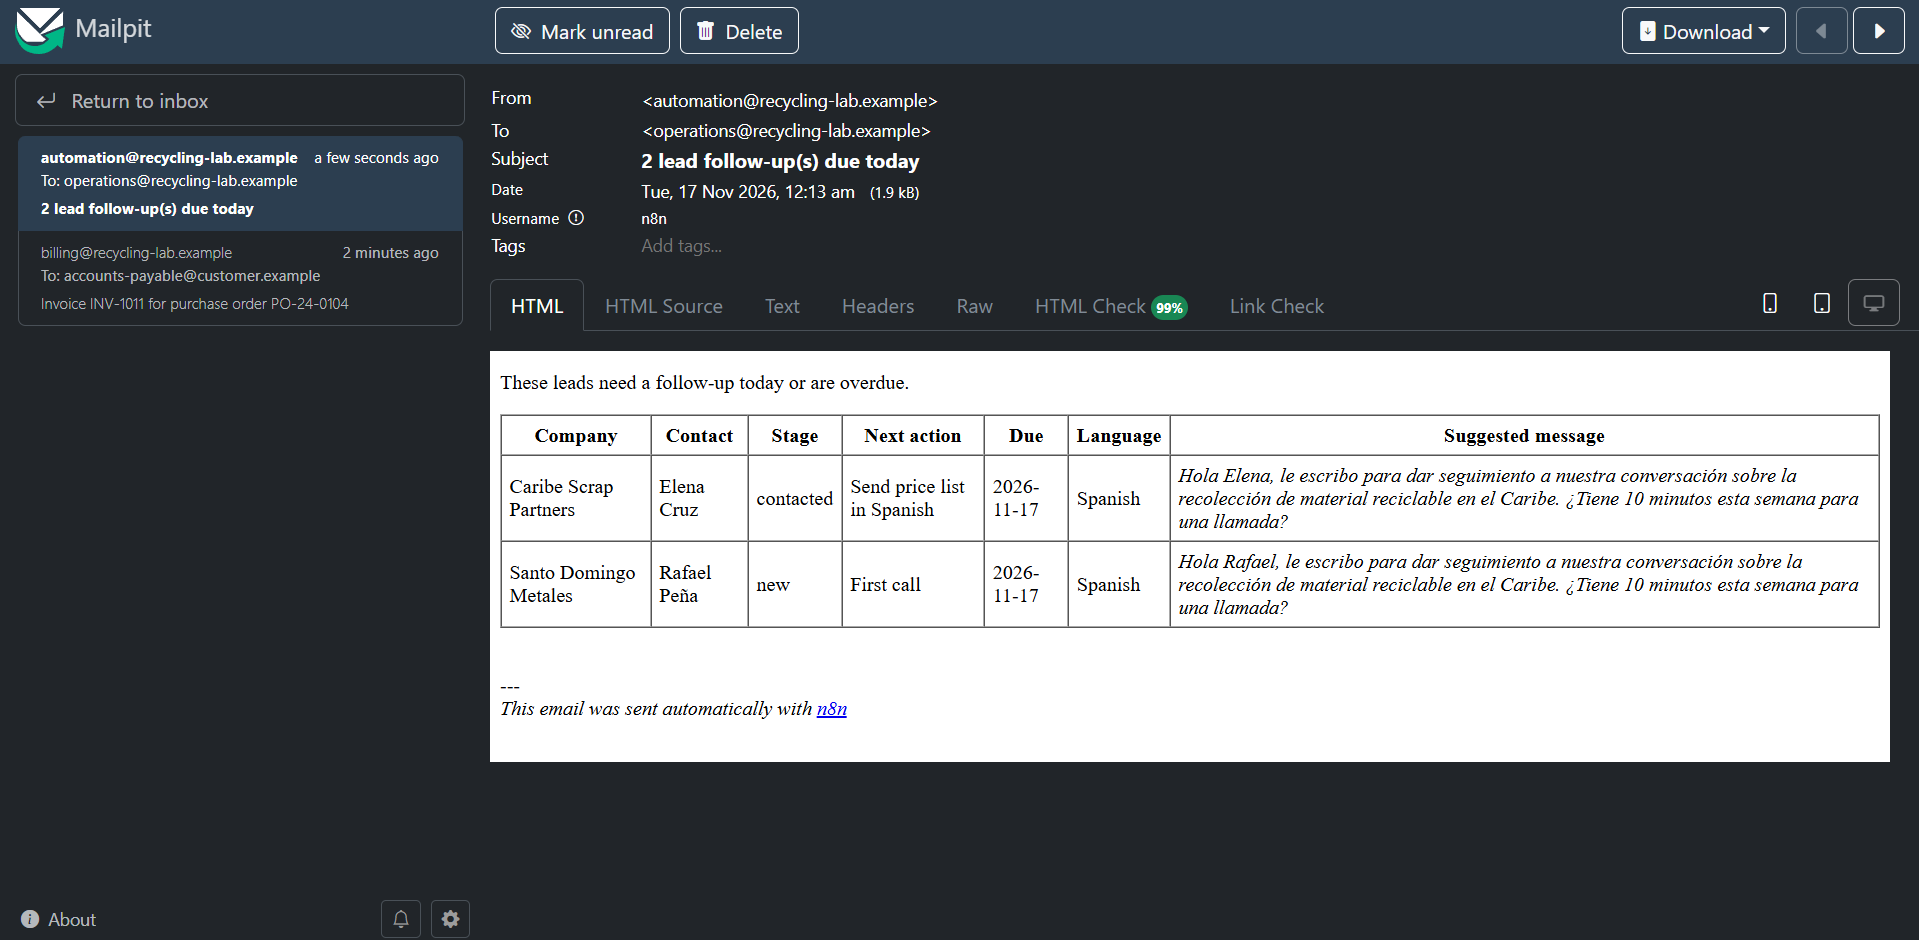 Mailpit
Mark unread
Delete
Download
Return to inbox
automation@recycling-lab.example a few seconds ago
To: operations@recycling-lab.example
2 lead follow-up(s) due today
billing@recycling-lab.example 2 minutes ago
To: accounts-payable@customer.example
Invoice INV-1011 for purchase order PO-24-0104
From <automation@recycling-lab.example>
To <operations@recycling-lab.example>
Subject 2 lead follow-up(s) due today
Date Tue, 17 Nov 2026, 12:13 am (1.9 kB)
Username n8n
Tags Add tags...
HTML HTML Source Text Headers Raw HTML Check 99% Link Check
These leads need a follow-up today or are overdue.
Company Contact Stage Next action Due Language Suggested message
Caribe Scrap
Partners
Elena
Cruz
contacted
Send price list
in Spanish
2026-
11-17
Spanish
Hola Elena, le escribo para dar seguimiento a nuestra conversación sobre la
recolección de material reciclable en el Caribe. ¿Tiene 10 minutos esta semana para
una llamada?
Santo Domingo
Metales
Rafael
Peña
new
First call
2026-
11-17
Spanish
Hola Rafael, le escribo para dar seguimiento a nuestra conversación sobre la
recolección de material reciclable en el Caribe. ¿Tiene 10 minutos esta semana para
una llamada?
---
This email was sent automatically with n8n
About